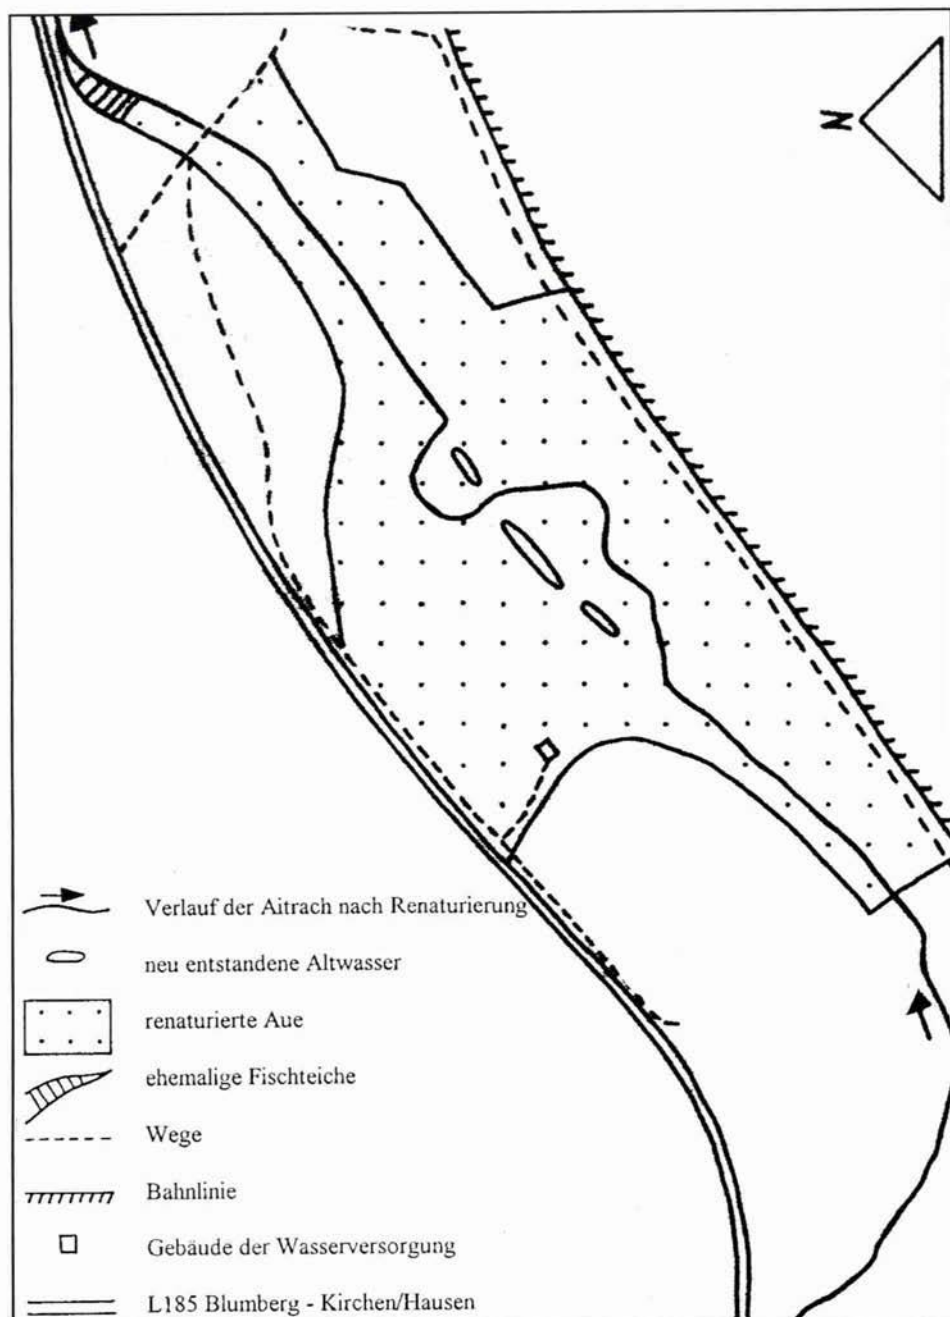 N
Verlauf der Aitrach nach Renaturierung
neu entstandene Altwasser
renaturierte Aue
ehemalige Fischteiche
Wege
Bahnlinie
Gebäude der Wasserversorgung
L185 Blumberg - Kirchen/Hausen